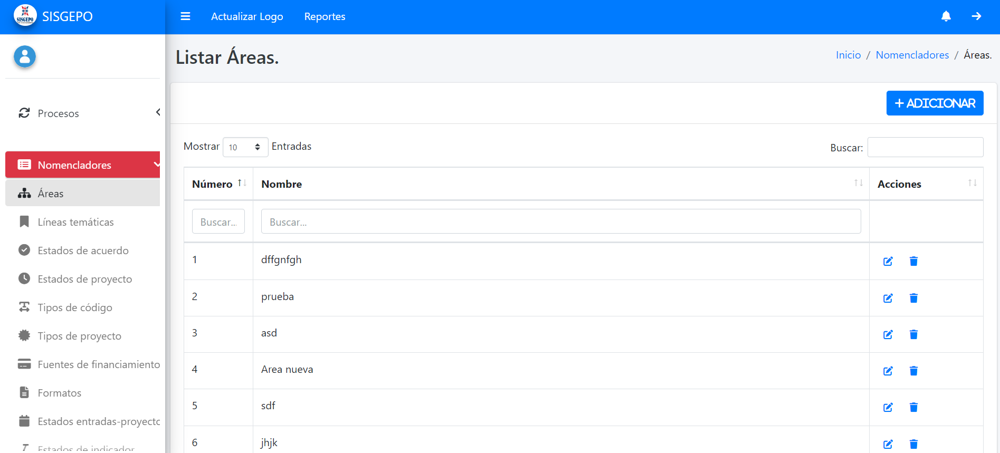 SISGEPO
SISGEPO
Actualizar Logo
Reportes
Listar Áreas.
Inicio / Nomencladores / Áreas.
Procesos
Nomencladores
Áreas
Líneas temáticas
Estados de acuerdo
Estados de proyecto
Tipos de código
Tipos de proyecto
Fuentes de financiamiento
Formatos
Estados entradas-proyecto
Estados de indicador
+ ADICIONAR
Mostrar 10 Entradas
Buscar:
Número Nombre Acciones
Buscar... Buscar...
1 dffgnfgh
2 prueba
3 asd
4 Area nueva
5 sdf
6 jhjk